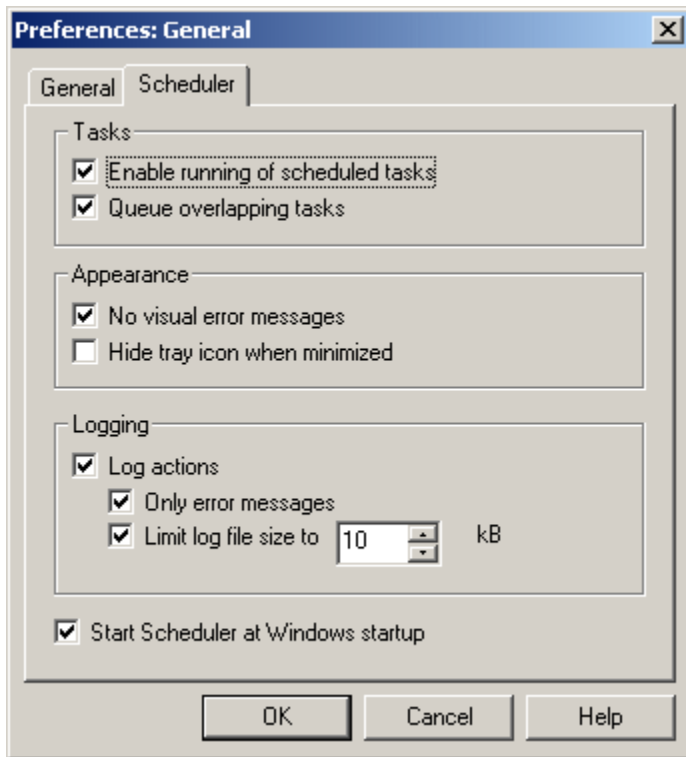 Preferences: General
General Scheduler
Tasks
Enable running of scheduled tasks
Queue overlapping tasks
Appearance
No visual error messages
Hide tray icon when minimized
Logging
Log actions
Only error messages
Limit log file size to 10 kB
Start Scheduler at Windows startup
OK Cancel Help